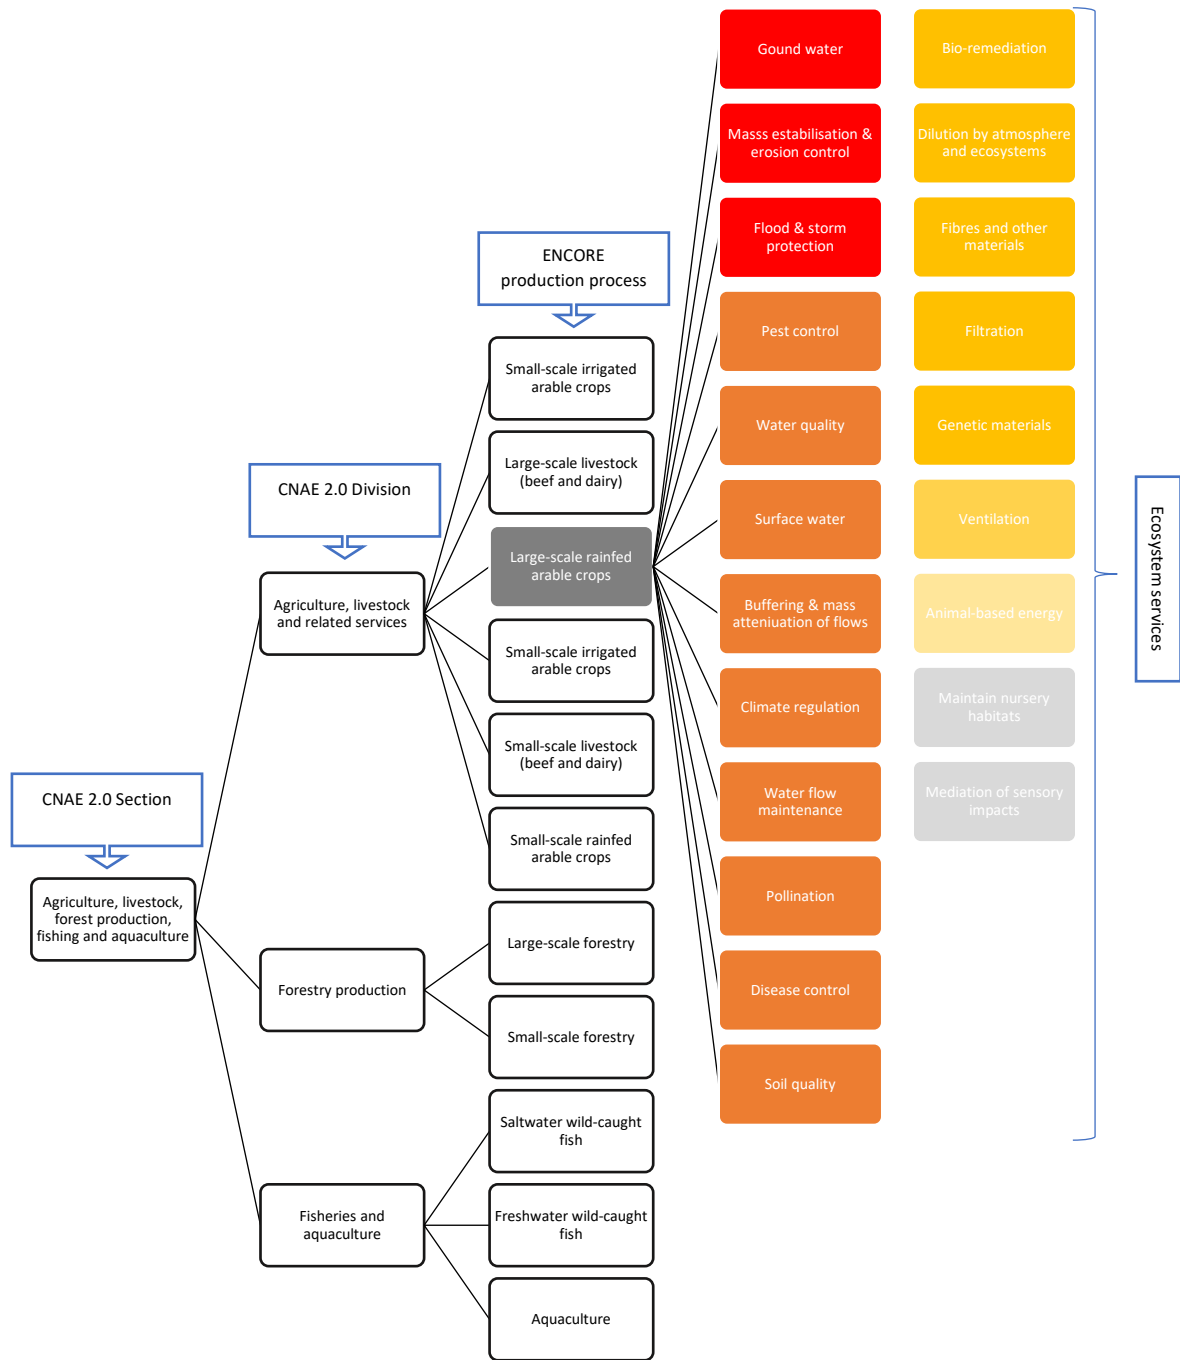 CNAE 2.0 Section
Agriculture, livestock,
forest production,
fishing and aquaculture
CNAE 2.0 Division
Agriculture, livestock
and related services
Forestry production
Fisheries and
aquaculture
ENCORE
production process
Small-scale irrigated
arable crops
Large-scale livestock
(beef and dairy)
Large-scale rainfed
arable crops
Small-scale irrigated
arable crops
Small-scale livestock
(beef and dairy)
Small-scale rainfed
arable crops
Large-scale forestry
Small-scale forestry
Saltwater wild-caught
fish
Freshwater wild-caught
fish
Aquaculture
Gound water
Masss estabilisation &
erosion control
Flood & storm
protection
Pest control
Water quality
Surface water
Buffering & mass
atteniuation of flows
Climate regulation
Water flow
maintenance
Pollination
Disease control
Soil quality
Bio-remediation
Dilution by atmosphere
and ecosystems
Fibres and other
materials
Filtration
Genetic materials
Ventilation
Animal-based energy
Maintain nursery
habitats
Mediation of sensory
impacts
Ecosystem services